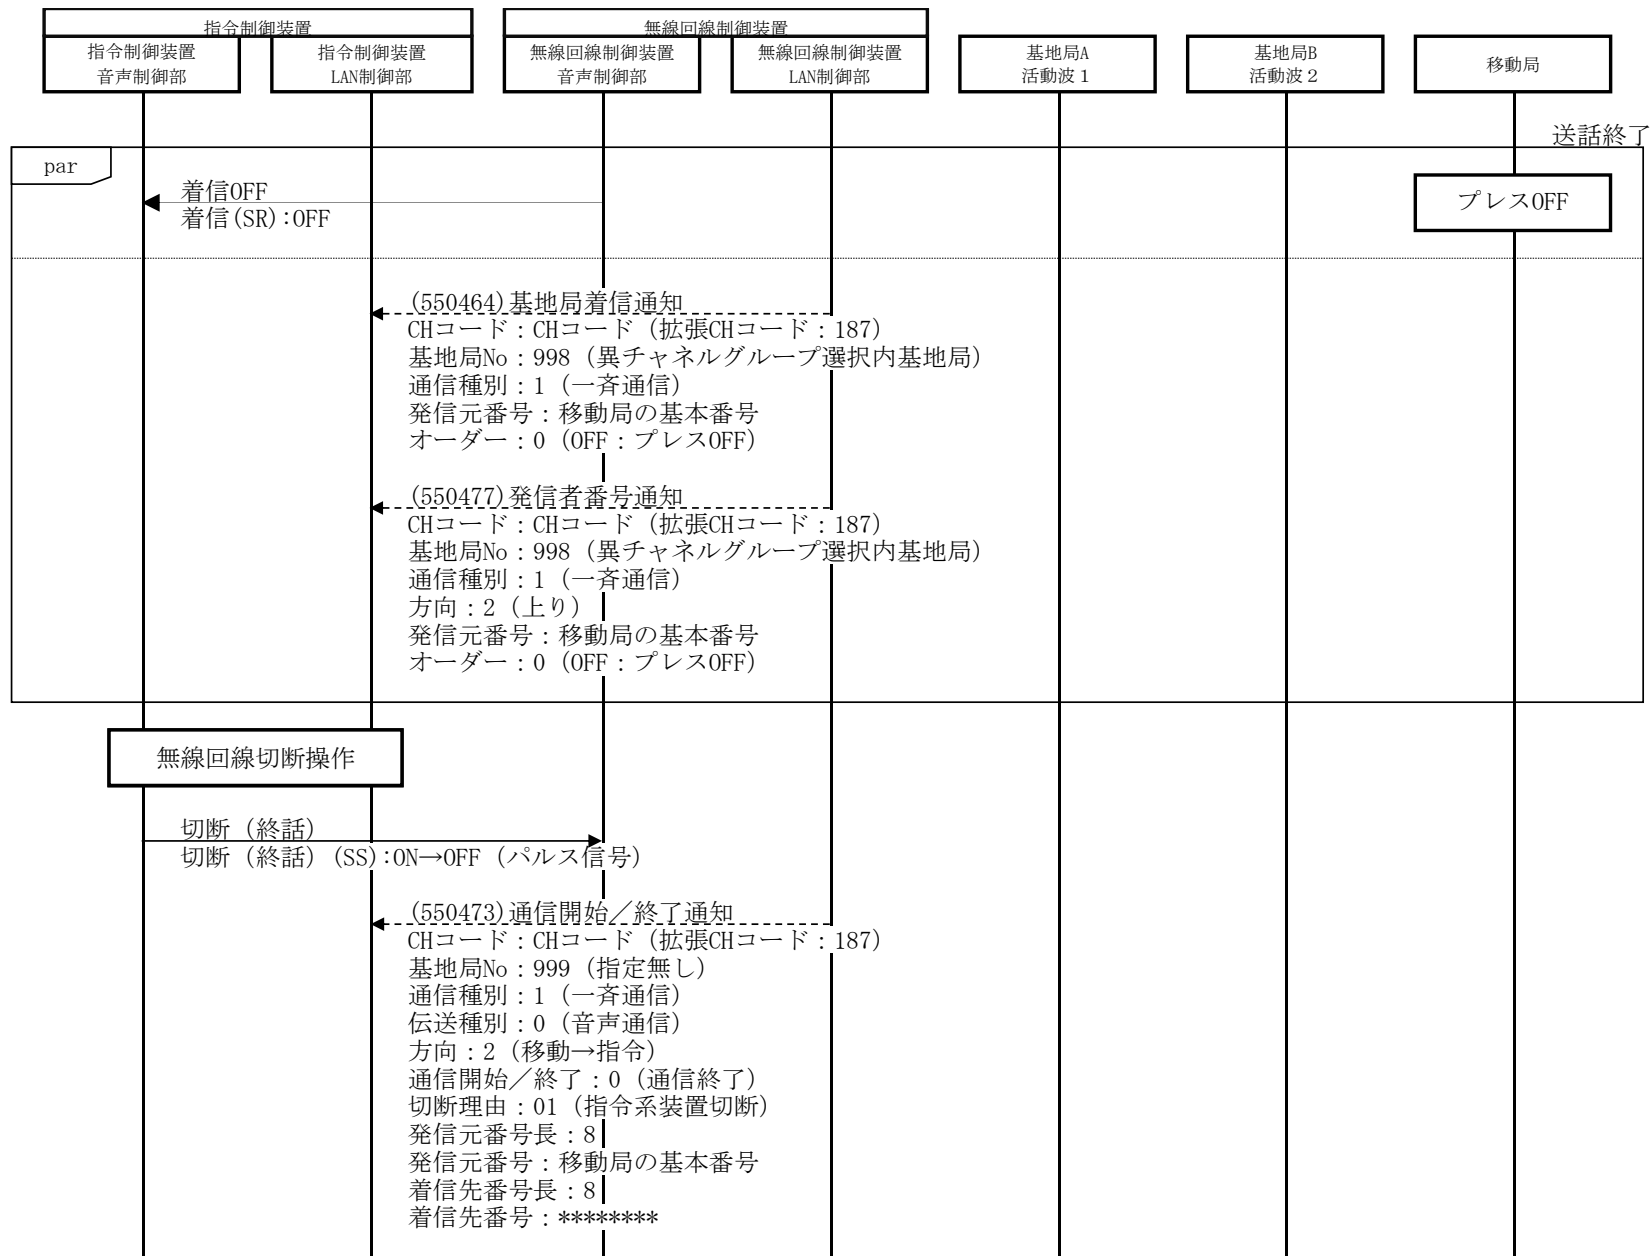 指令制御装置
無線回線制御装置
指令制御装置
音声制御部
指令制御装置
LAN制御部
無線回線制御装置
音声制御部
無線回線制御装置
LAN制御部
基地局A
活動波１
基地局B
活動波２
移動局
送話終了
par
着信OFF
着信(SR):OFF
プレスOFF
(550464)基地局着信通知
CHコード：CHコード（拡張CHコード：187）
基地局No：998（異チャネルグループ選択内基地局）
通信種別：1（一斉通信）
発信元番号：移動局の基本番号
オーダー：0（OFF：プレスOFF）
(550477)発信者番号通知
CHコード：CHコード（拡張CHコード：187）
基地局No：998（異チャネルグループ選択内基地局）
通信種別：1（一斉通信）
方向：2（上り）
発信元番号：移動局の基本番号
オーダー：0（OFF：プレスOFF）
無線回線切断操作
切断（終話）
切断（終話）(SS):ON→OFF（パルス信号）
(550473)通信開始／終了通知
CHコード：CHコード（拡張CHコード：187）
基地局No：999（指定無し）
通信種別：1（一斉通信）
伝送種別：0（音声通信）
方向：2（移動→指令）
通信開始／終了：0（通信終了）
切断理由：01（指令系装置切断）
発信元番号長：8
発信元番号：移動局の基本番号
着信先番号長：8
着信先番号：********